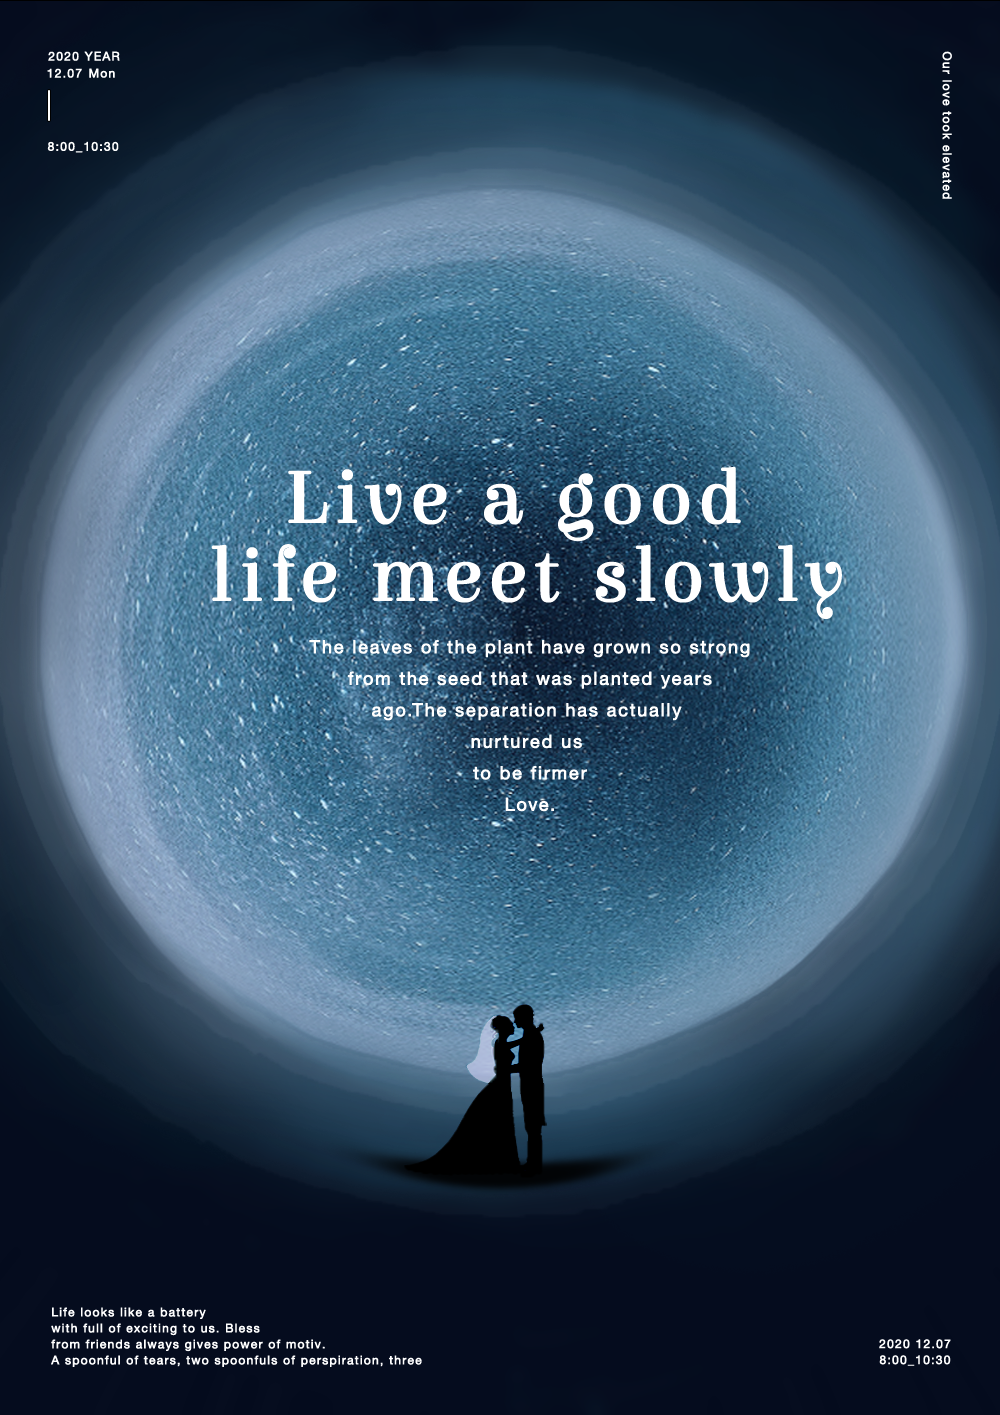 2020 YEAR
12.07 Mon
8:00_10:30
Our love took elevated
Live a good
life meet slowly
The leaves of the plant have grown so strong
from the seed that was planted years
ago.The separation has actually
nurtured us
to be firmer
Love.
Life looks like a battery
with full of exciting to us. Bless
from friends always gives power of motiv.
A spoonful of tears, two spoonfuls of perspiration, three
2020 12.07
8:00_10:30